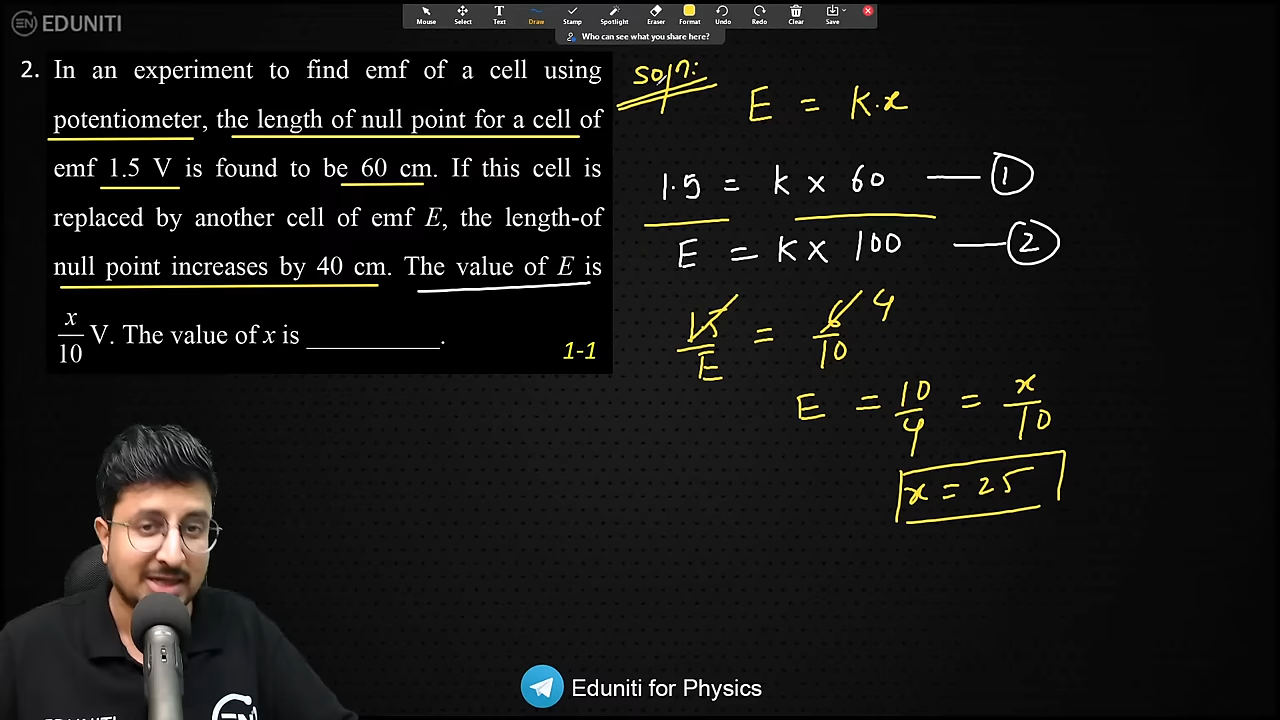 EDUNITI
Mouse Select Text Draw Stamp Spotlight Eraser Format Undo Redo Clear Save
Who can see what you share here?
2. In an experiment to find emf of a cell using
potentiometer, the length of null point for a cell of
emf 1.5 V is found to be 60 cm. If this cell is
replaced by another cell of emf E, the length-of
null point increases by 40 cm. The value of E is
x/10 V. The value of x is ___________.
1-1
Soln:
E = K.x
1.5 = K x 60 — 1
E = K x 100 — 2
1.5/E = 6/10 4
E = 10/4 = x/10
x = 25
Eduniti for Physics
EDUNITI
EN